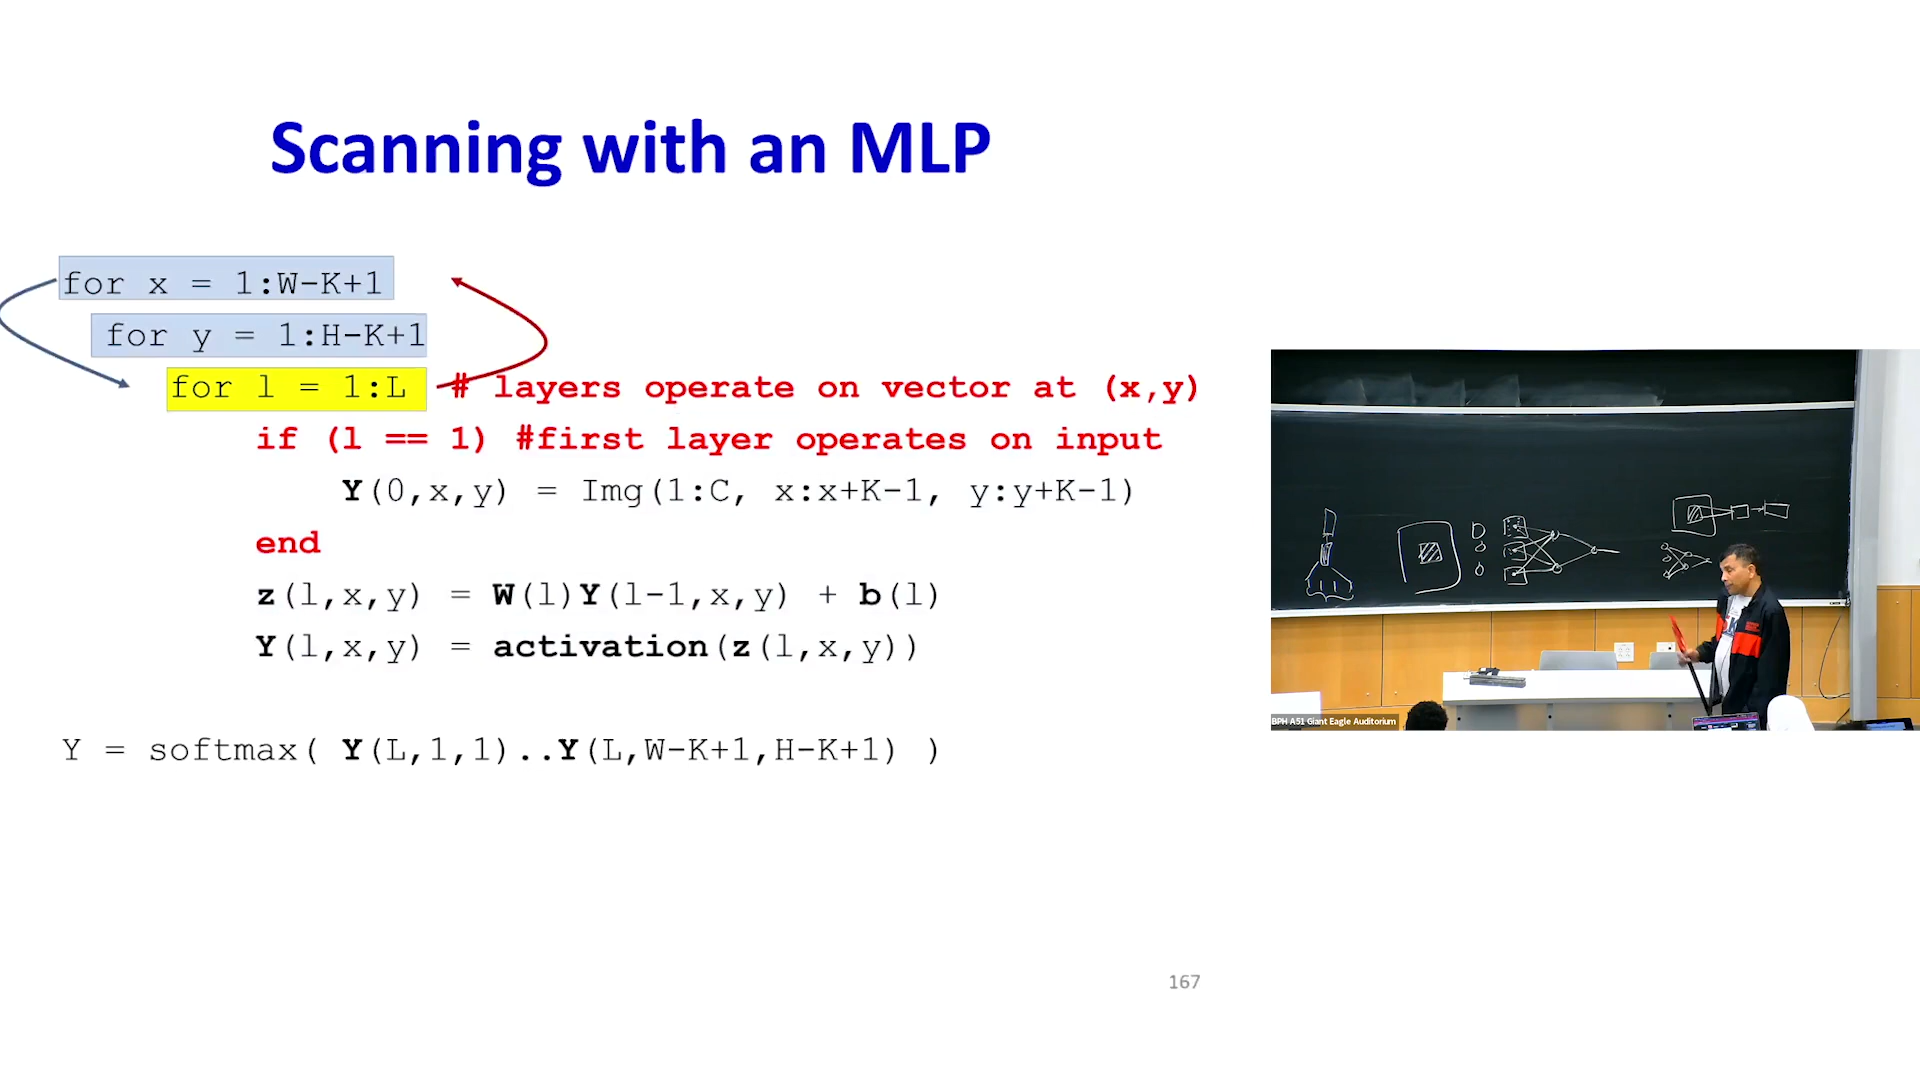 Scanning with an MLP
for x = 1:W-K+1
for y = 1:H-K+1
for l = 1:L # layers operate on vector at (x,y)
if (l == 1) #first layer operates on input
Y(0,x,y) = Img(1:C, x:x+K-1, y:y+K-1)
end
z(l,x,y) = W(l)Y(l-1,x,y) + b(l)
Y(l,x,y) = activation(z(l,x,y))
Y = softmax( Y(L,1,1)..Y(L,W-K+1,H-K+1) )
BPH A51 Giant Eagle Auditorium
167